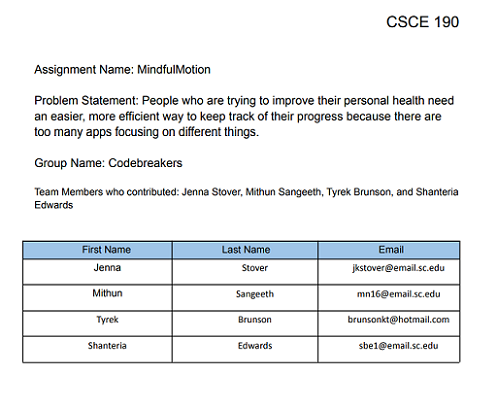 CSCE 190
Assignment Name: MindfulMotion
Problem Statement: People who are trying to improve their personal health need
an easier, more efficient way to keep track of their progress because there are
too many apps focusing on different things.
Group Name: Codebreakers
Team Members who contributed: Jenna Stover, Mithun Sangeeth, Tyrek Brunson, and Shanteria
Edwards
First Name Last Name Email
Jenna Stover jkstover@email.sc.edu
Mithun Sangeeth mn16@email.sc.edu
Tyrek Brunson brunsonkt@hotmail.com
Shanteria Edwards sbe1@email.sc.edu